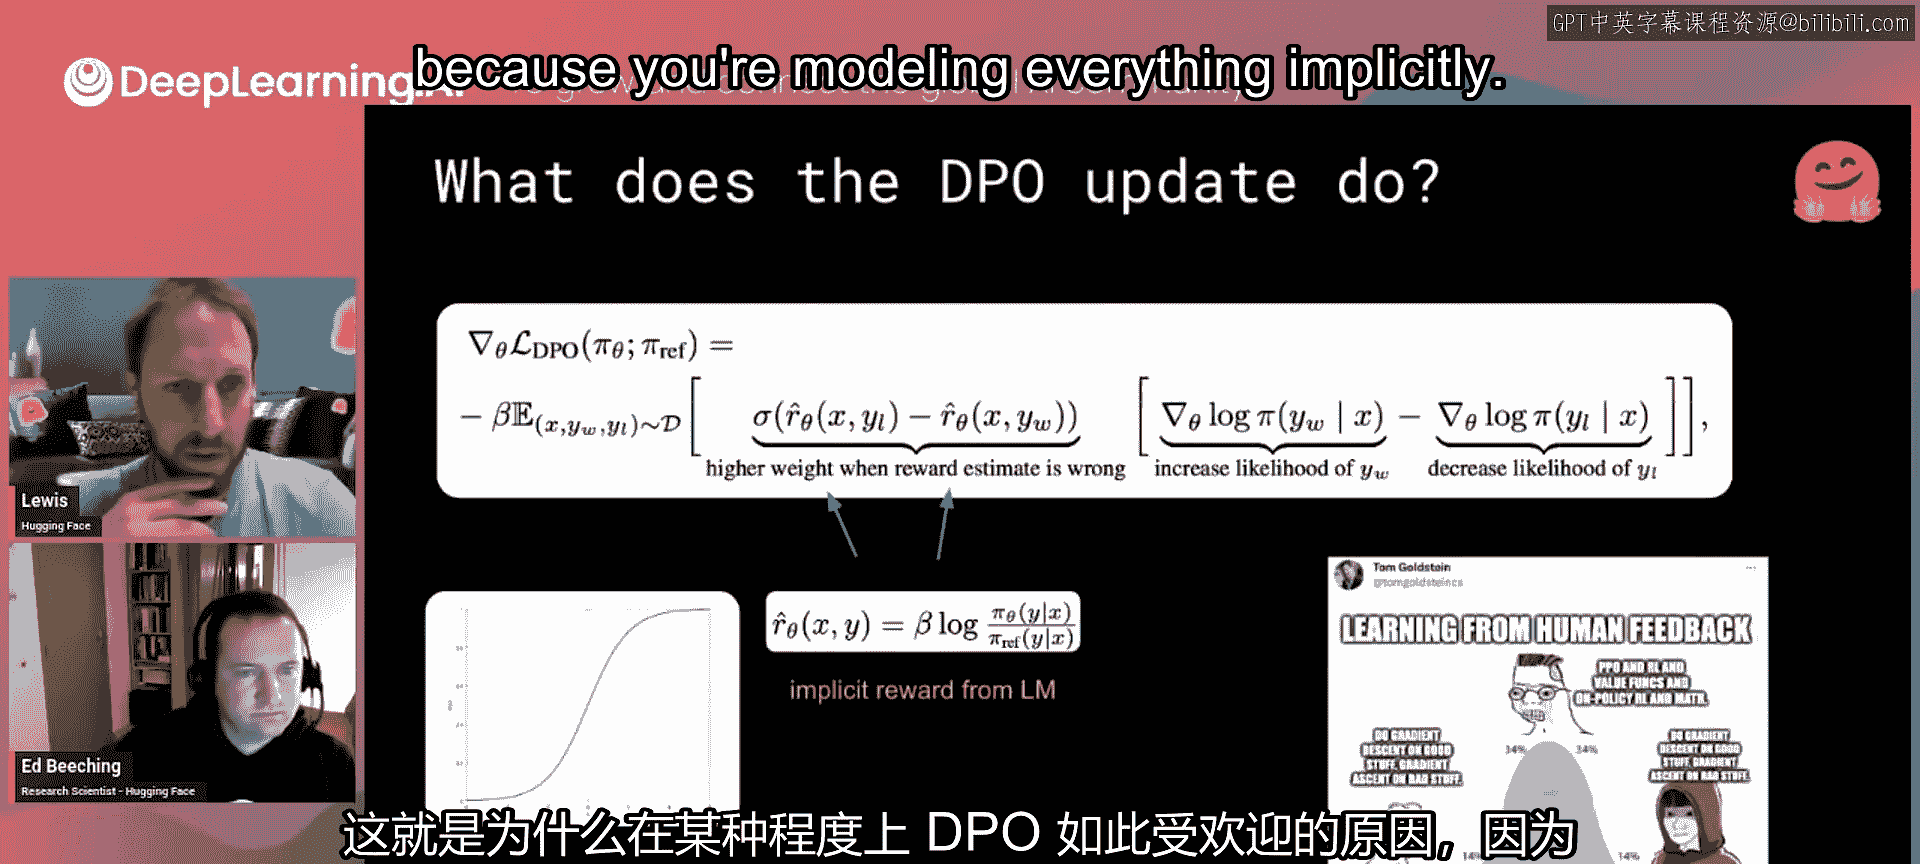 GPT中英字幕课程资源@bilibili.com
because you're modeling everything implicitly.
DeepLearning.AI
What does the DPO update do?
∇θ ℒDPO(πθ; πref) =
− β𝔼(x,yw,yl)∼𝒟 [ σ(r̂θ(x, yl) − r̂θ(x, yw)) [ ∇θ log π(yw | x) − ∇θ log π(yl | x) ] ],
higher weight when reward estimate is wrong increase likelihood of yw decrease likelihood of yl
r̂θ(x, y) = β log πθ(y|x) / πref(y|x)
implicit reward from LM
Lewis
Hugging Face
Ed Beeching
Research Scientist - Hugging Face
Tom Goldstein
@tomgoldsteincs
LEARNING FROM HUMAN FEEDBACK
PPO AND RL AND
VALUE FUNCS AND
ON-POLICY RL AND MATH.
DO GRADIENT
DESCENT ON GOOD
STUFF, GRADIENT
ASCENT ON BAD STUFF.
DO GRADIENT
DESCENT ON GOOD
STUFF, GRADIENT
ASCENT ON BAD STUFF.
34% 34%
14% 14%
这就是为什么在某种程度上 DPO 如此受欢迎的原因，因为